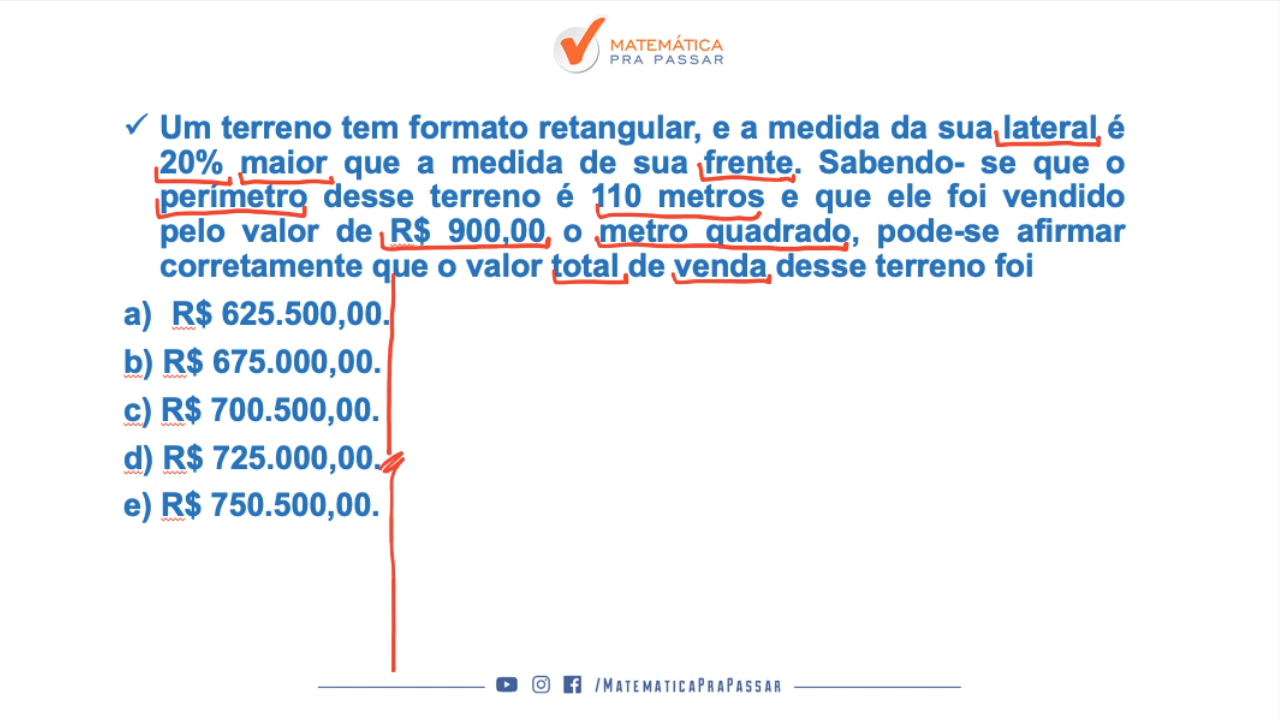 MATEMÁTICA
PRA PASSAR
✓ Um terreno tem formato retangular, e a medida da sua lateral é
20% maior que a medida de sua frente. Sabendo- se que o
perímetro desse terreno é 110 metros e que ele foi vendido
pelo valor de R$ 900,00 o metro quadrado, pode-se afirmar
corretamente que o valor total de venda desse terreno foi
a) R$ 625.500,00.
b) R$ 675.000,00.
c) R$ 700.500,00.
d) R$ 725.000,00.
e) R$ 750.500,00.
/MATEMATICAPRAPASSAR